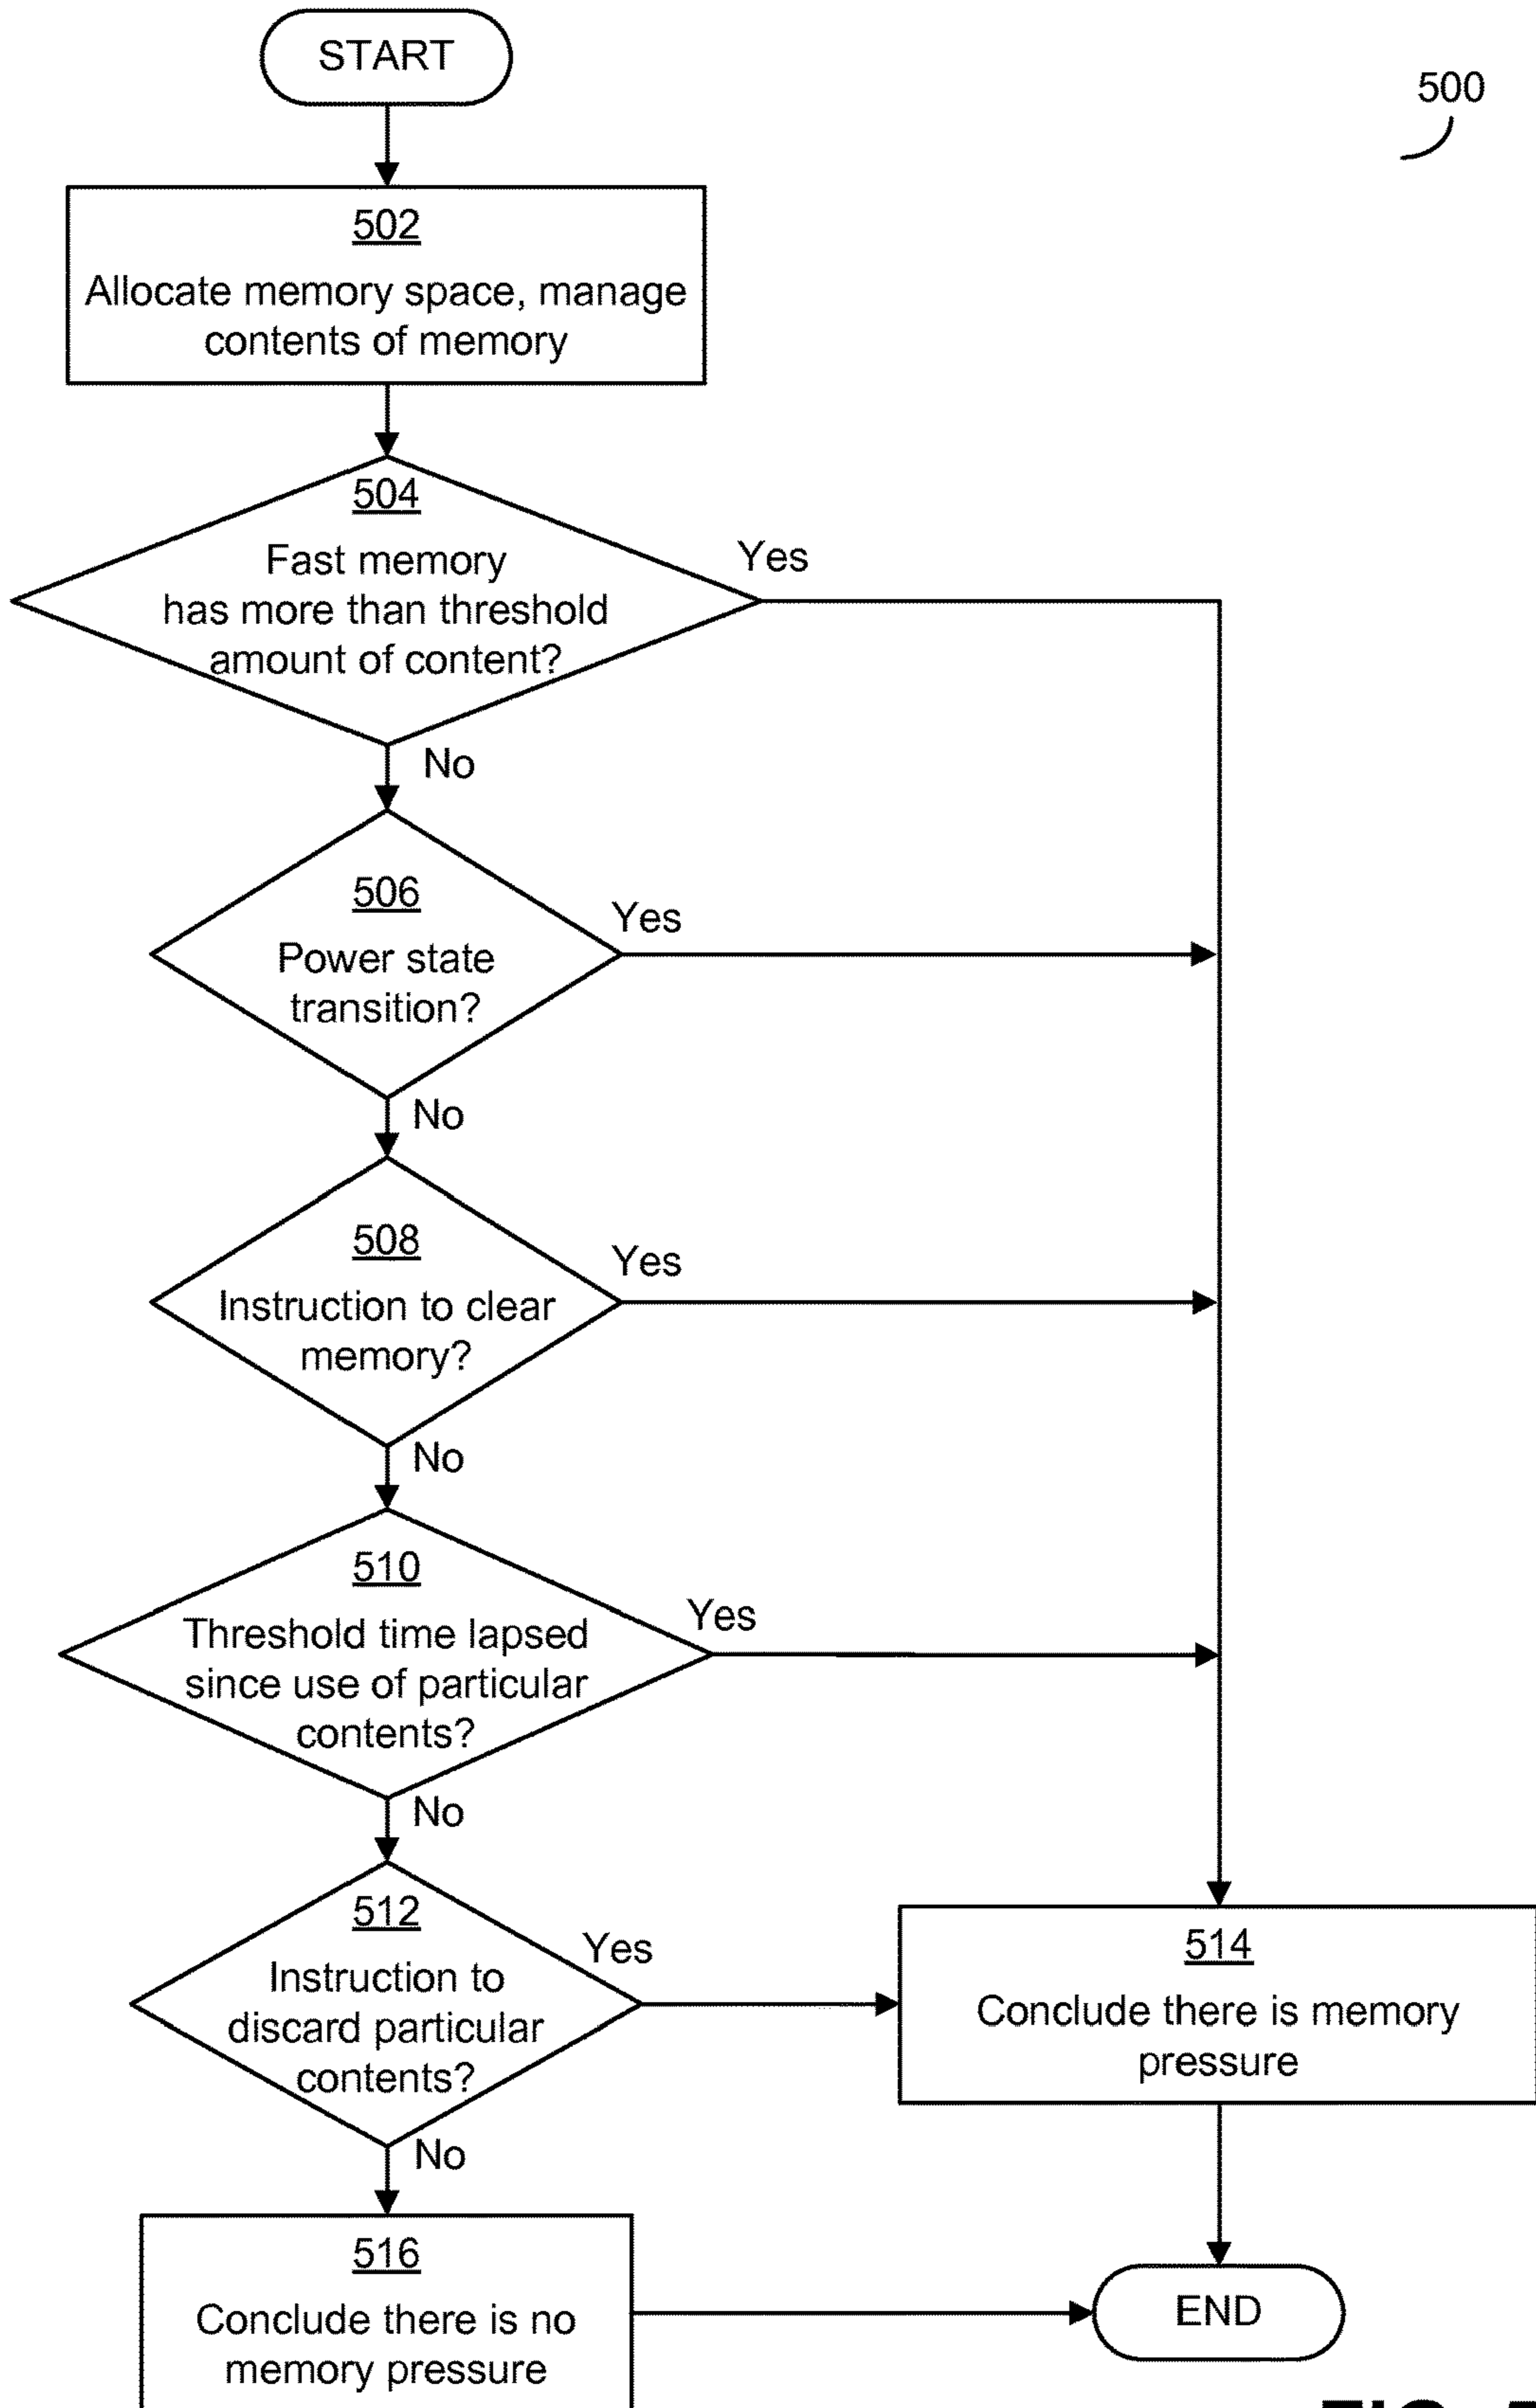 START
500
502
Allocate memory space, manage
contents of memory
504
Fast memory
has more than threshold
amount of content?
Yes
No
506
Power state
transition?
Yes
No
508
Instruction to clear
memory?
Yes
No
510
Threshold time lapsed
since use of particular
contents?
Yes
No
512
Instruction to
discard particular
contents?
Yes
No
514
Conclude there is memory
pressure
516
Conclude there is no
memory pressure
END